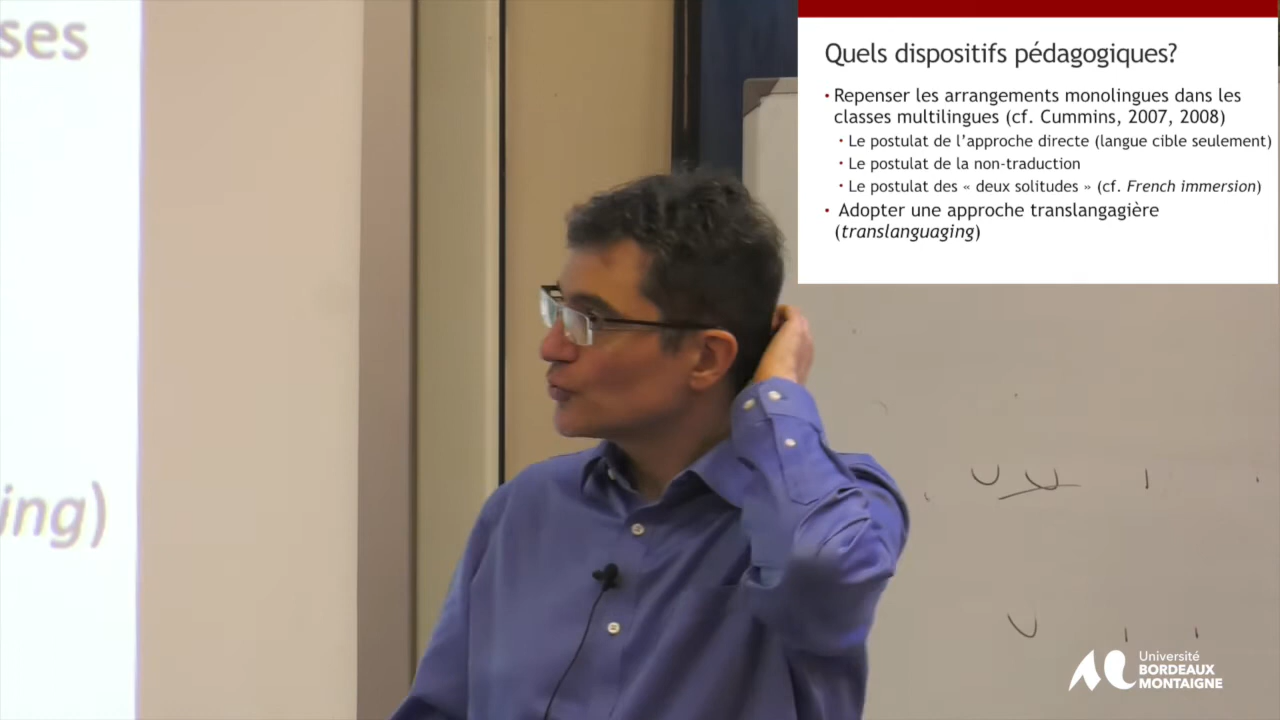 ses
ing)
Quels dispositifs pédagogiques?
• Repenser les arrangements monolingues dans les
classes multilingues (cf. Cummins, 2007, 2008)
• Le postulat de l’approche directe (langue cible seulement)
• Le postulat de la non-traduction
• Le postulat des « deux solitudes » (cf. French immersion)
• Adopter une approche translangagière
(translanguaging)
Université
BORDEAUX
MONTAIGNE